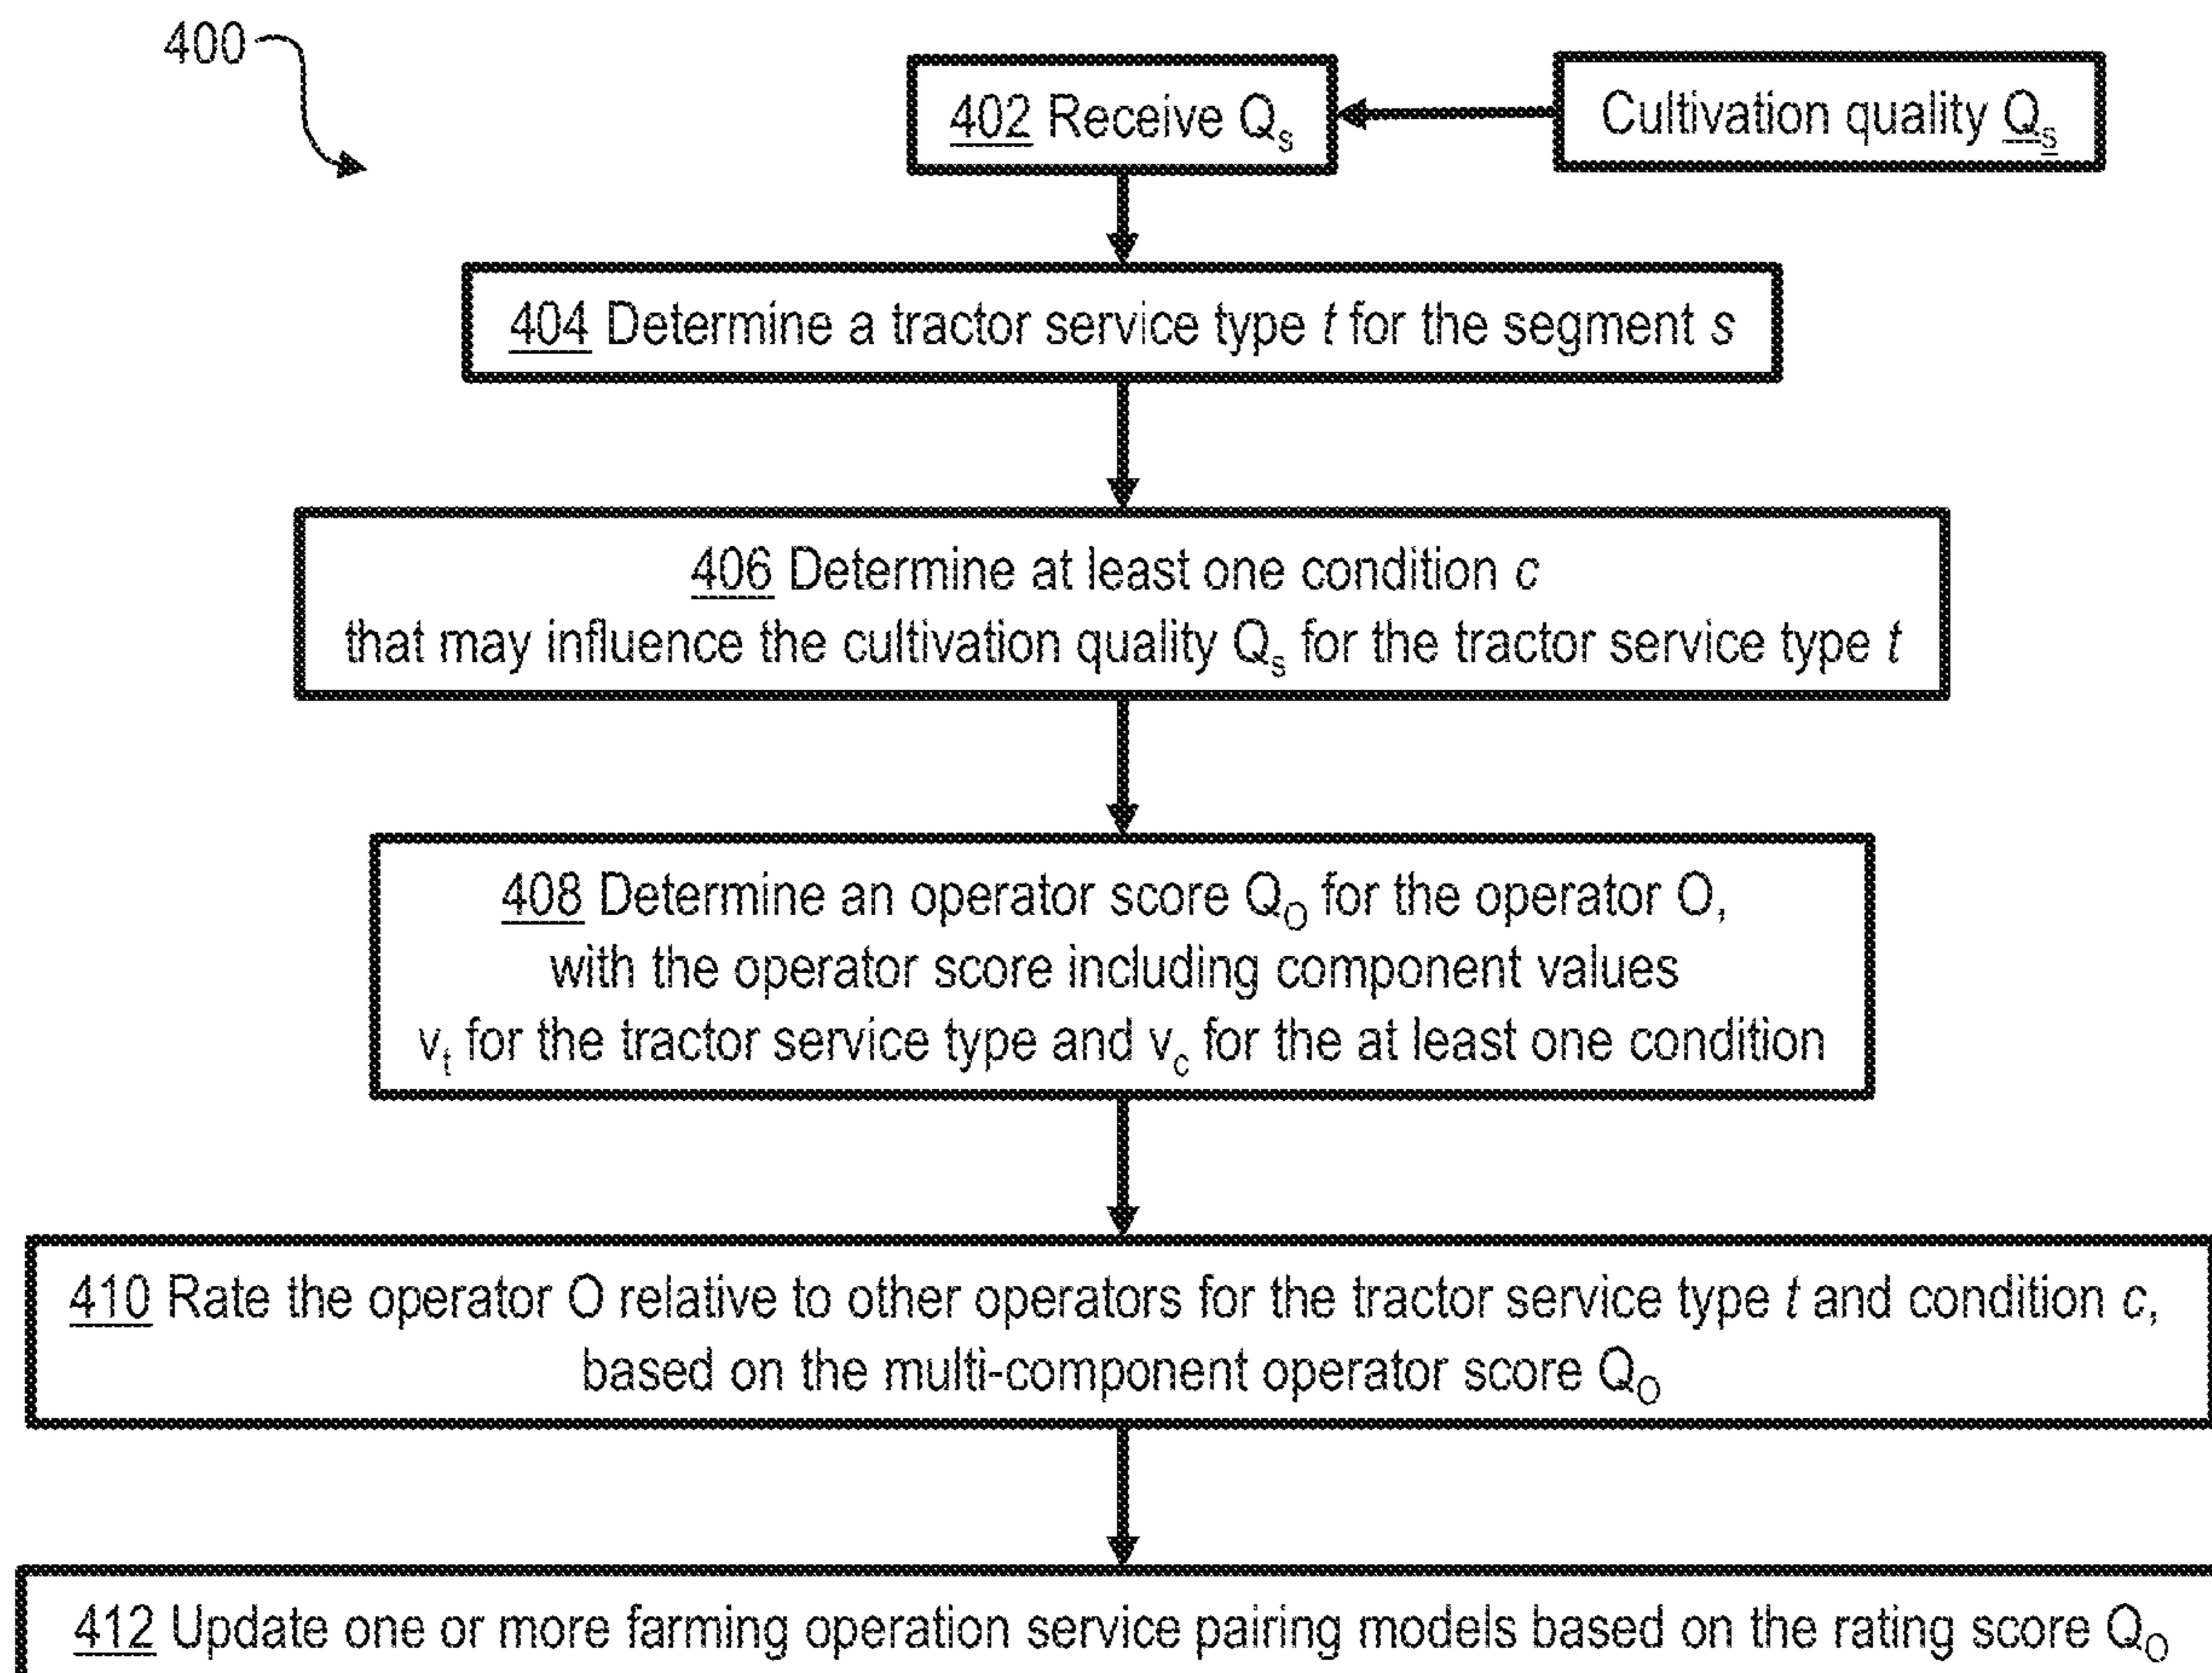 400
402 Receive Qs
Cultivation quality Qs
404 Determine a tractor service type t for the segment s
406 Determine at least one condition c
that may influence the cultivation quality Qs for the tractor service type t
408 Determine an operator score QO for the operator O,
with the operator score including component values
vt for the tractor service type and vc for the at least one condition
410 Rate the operator O relative to other operators for the tractor service type t and condition c,
based on the multi-component operator score QO
412 Update one or more farming operation service pairing models based on the rating score QO